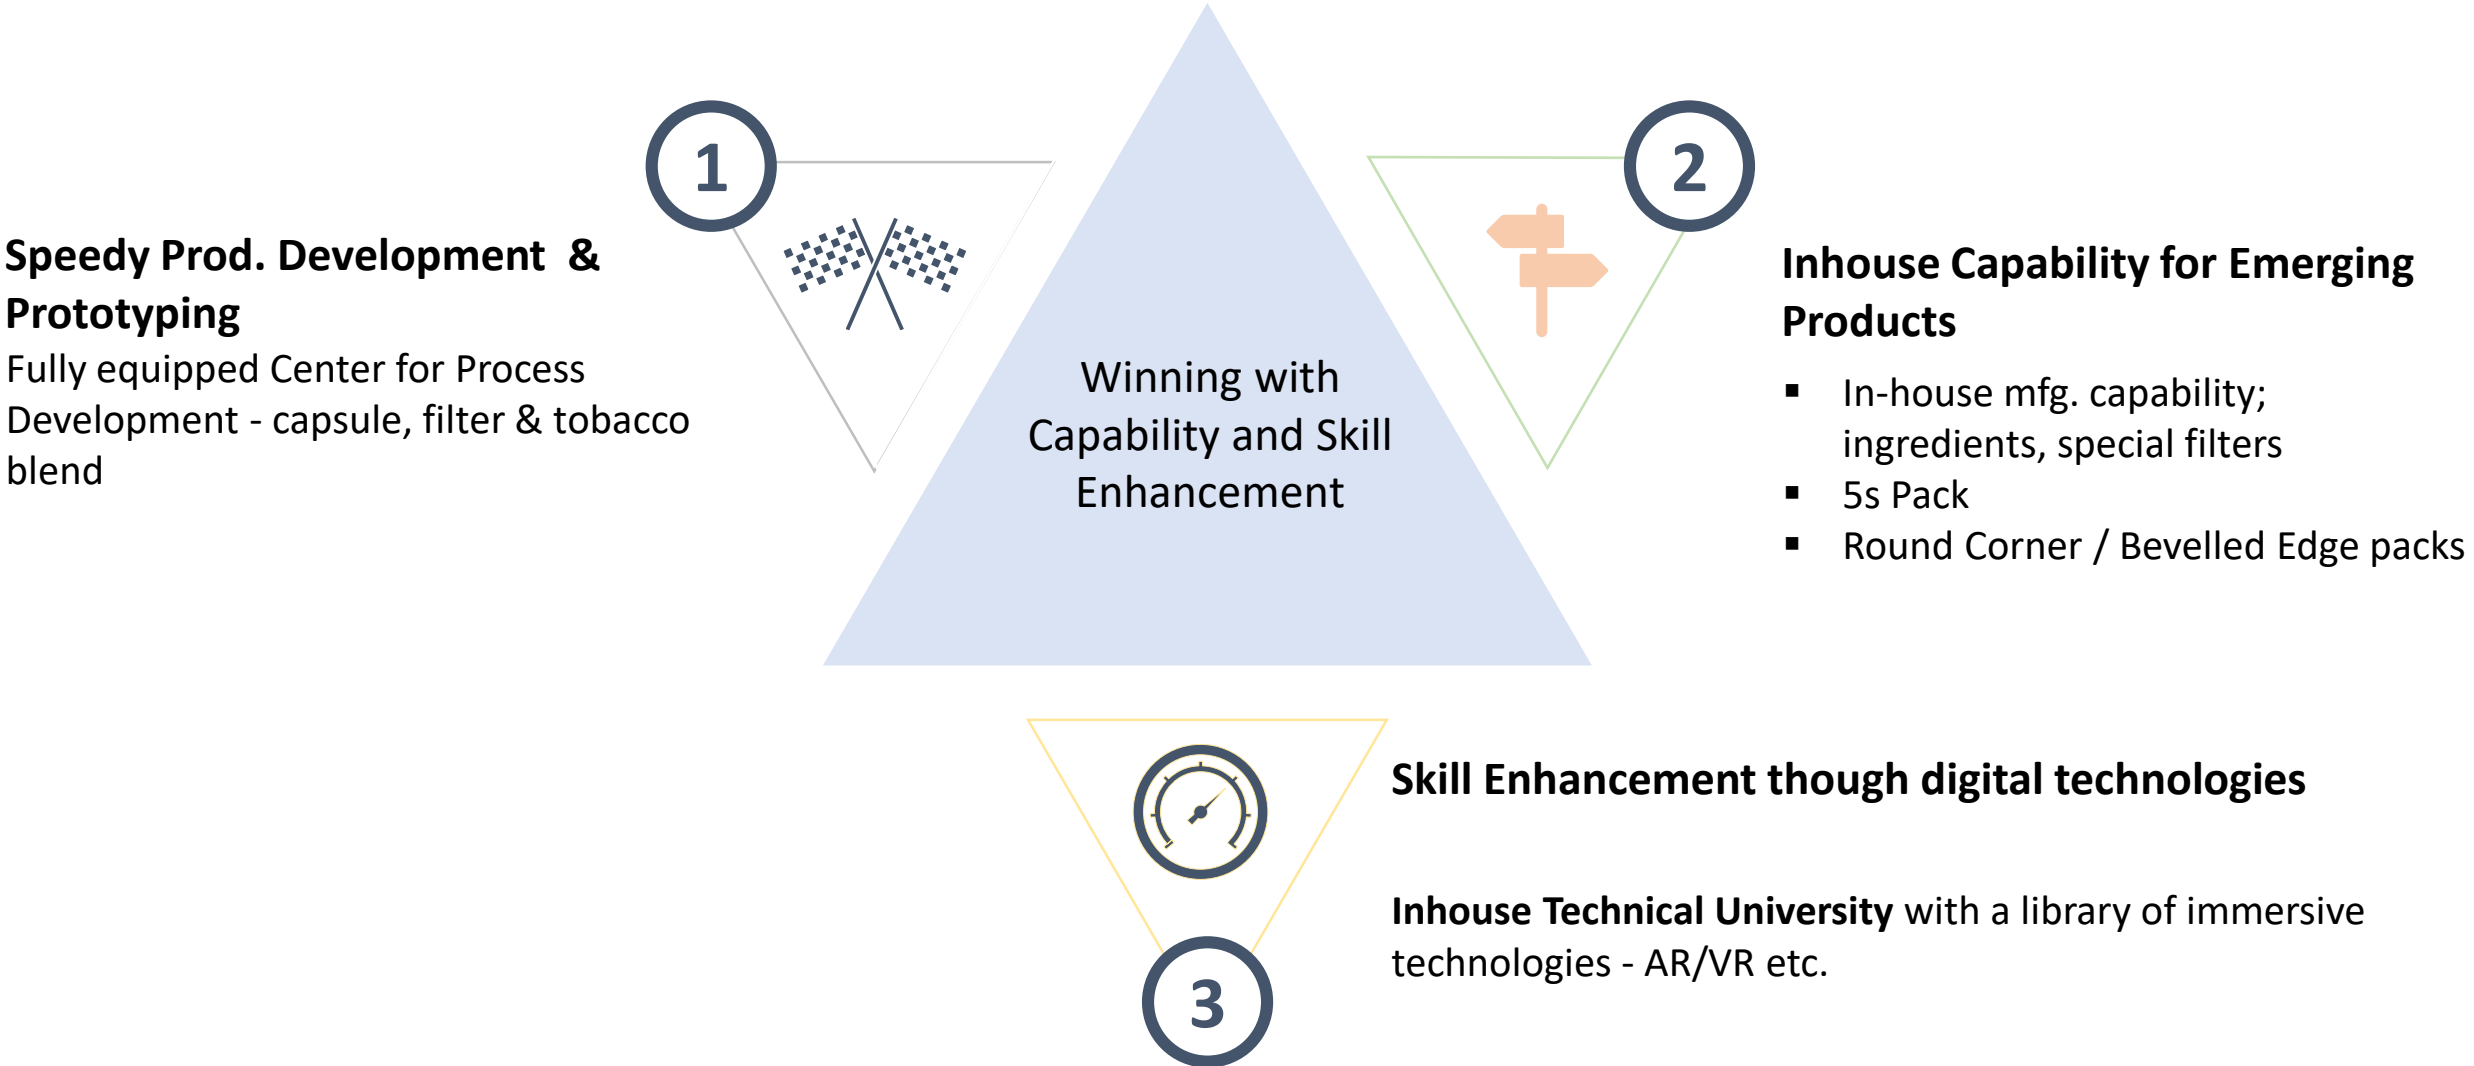 1
Speedy Prod. Development &
Prototyping
Fully equipped Center for Process
Development - capsule, filter & tobacco
blend
Winning with
Capability and Skill
Enhancement
2
Inhouse Capability for Emerging
Products
▪ In-house mfg. capability;
ingredients, special filters
▪ 5s Pack
▪ Round Corner / Bevelled Edge packs
3
Skill Enhancement though digital technologies
Inhouse Technical University with a library of immersive
technologies - AR/VR etc.